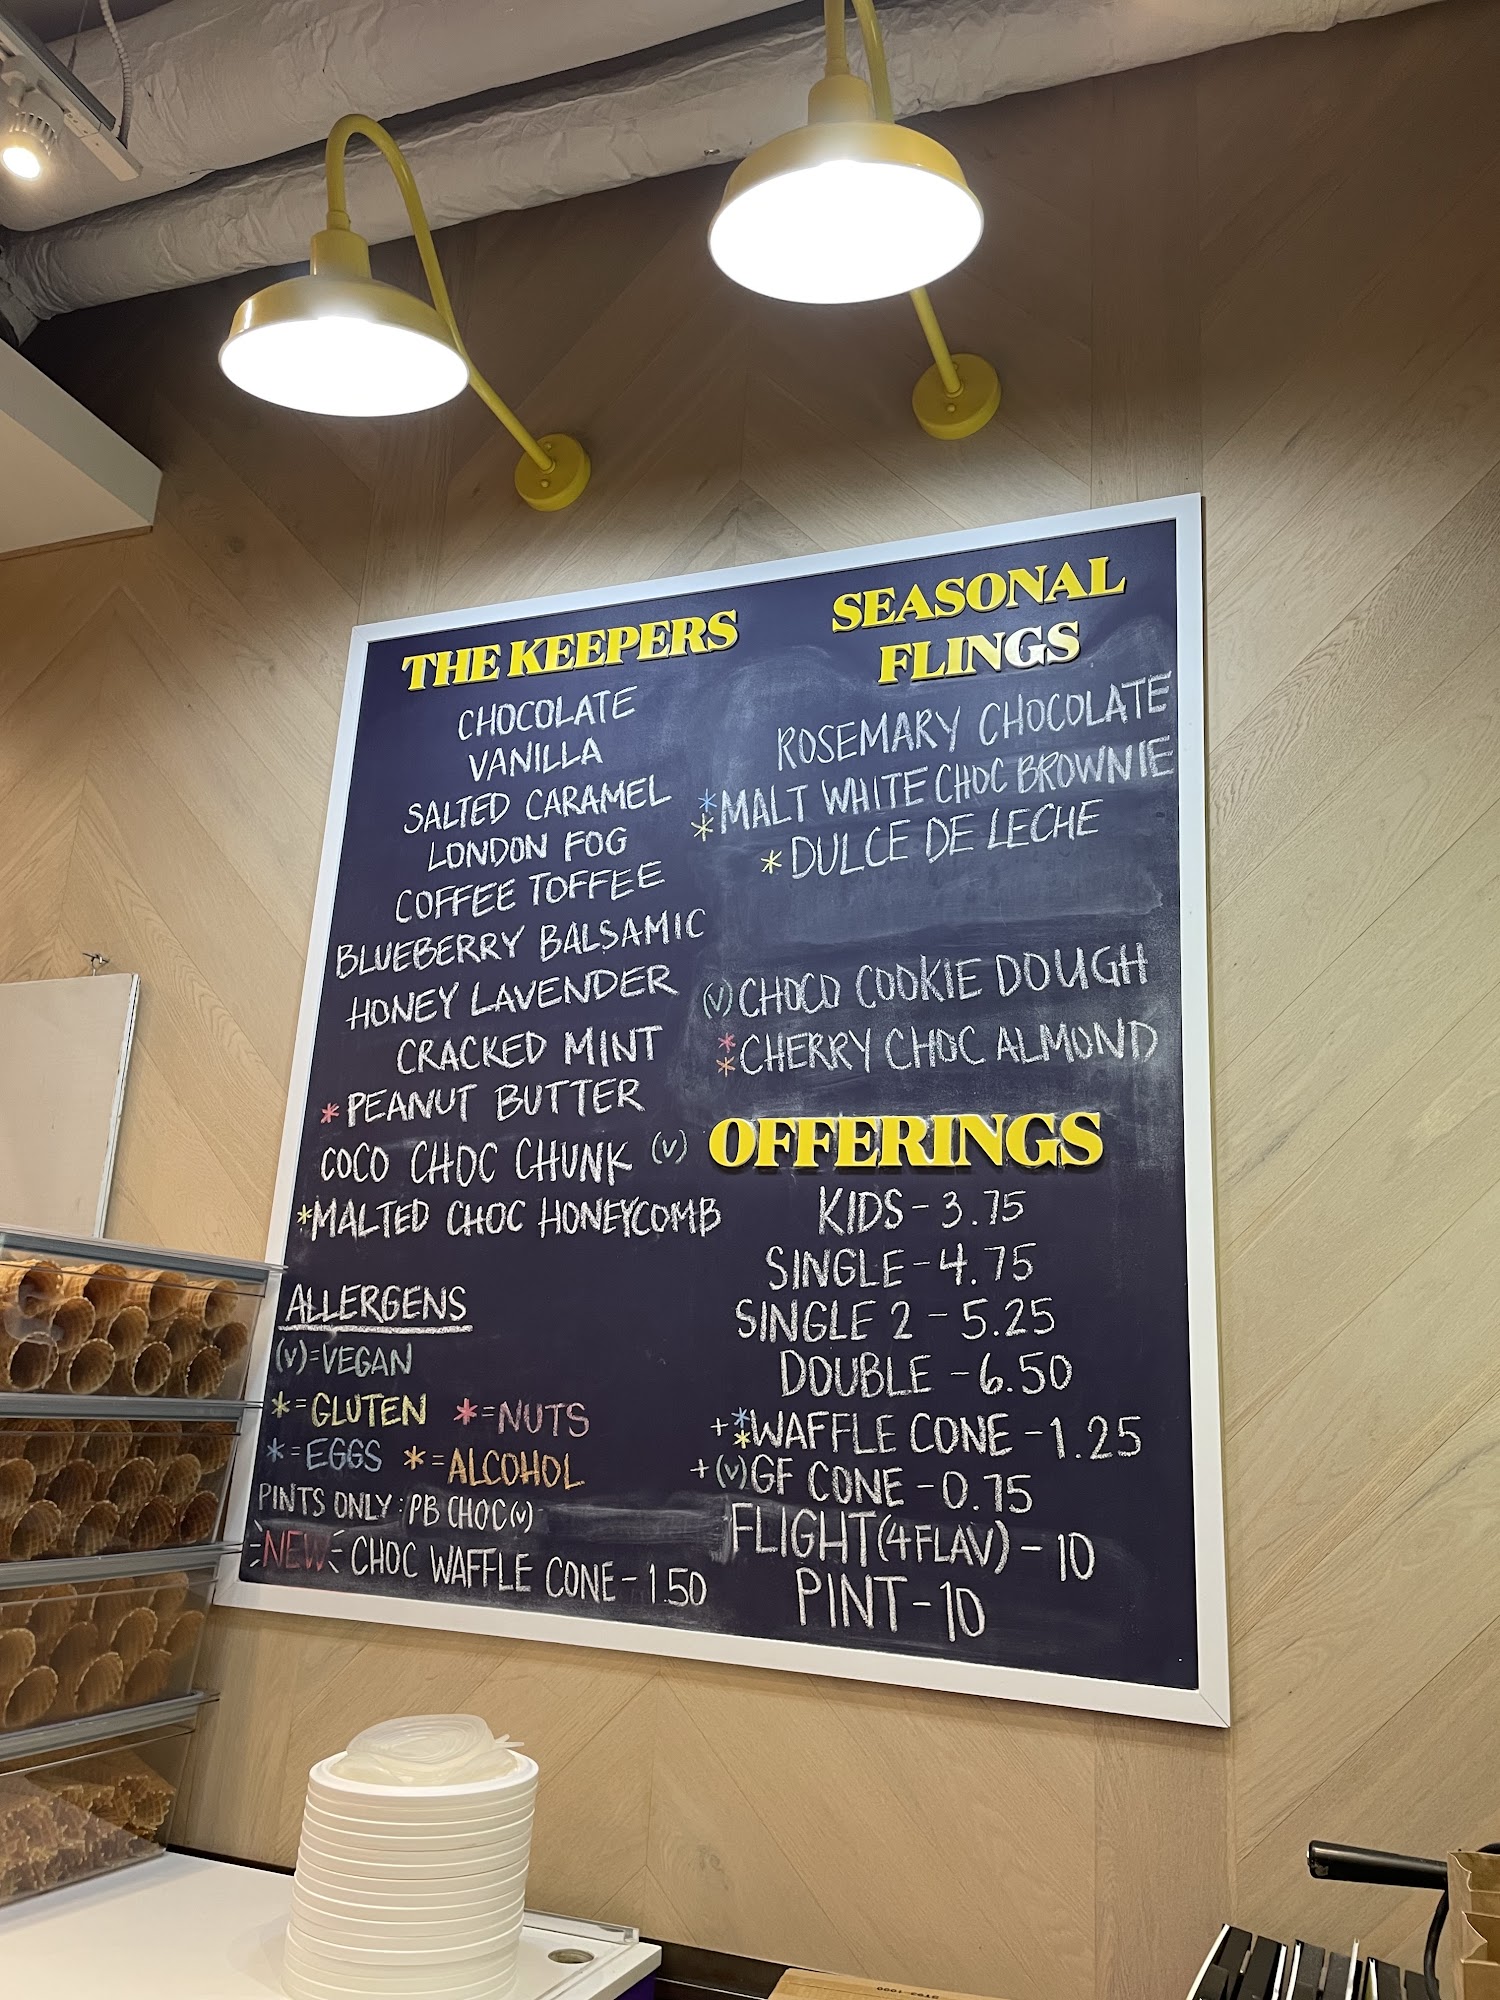 THE KEEPERS
CHOCOLATE
VANILLA
SALTED CARAMEL
LONDON FOG
COFFEE TOFFEE
BLUEBERRY BALSAMIC
HONEY LAVENDER
CRACKED MINT
*PEANUT BUTTER
COCO CHOC CHUNK (V)
*MALTED CHOC HONEYCOMB
ALLERGENS
(V)=VEGAN
*=GLUTEN *=NUTS
*=EGGS *=ALCOHOL
PINTS ONLY: PB CHOC(V)
NEW CHOC WAFFLE CONE - 1.50
SEASONAL
FLINGS
ROSEMARY CHOCOLATE
**MALT WHITE CHOC BROWNIE
*DULCE DE LECHE
(V)CHOCO COOKIE DOUGH
**CHERRY CHOC ALMOND
OFFERINGS
KIDS - 3.75
SINGLE - 4.75
SINGLE 2 - 5.25
DOUBLE - 6.50
+**WAFFLE CONE - 1.25
+(V)GF CONE - 0.75
FLIGHT(4 FLAV) - 10
PINT - 10